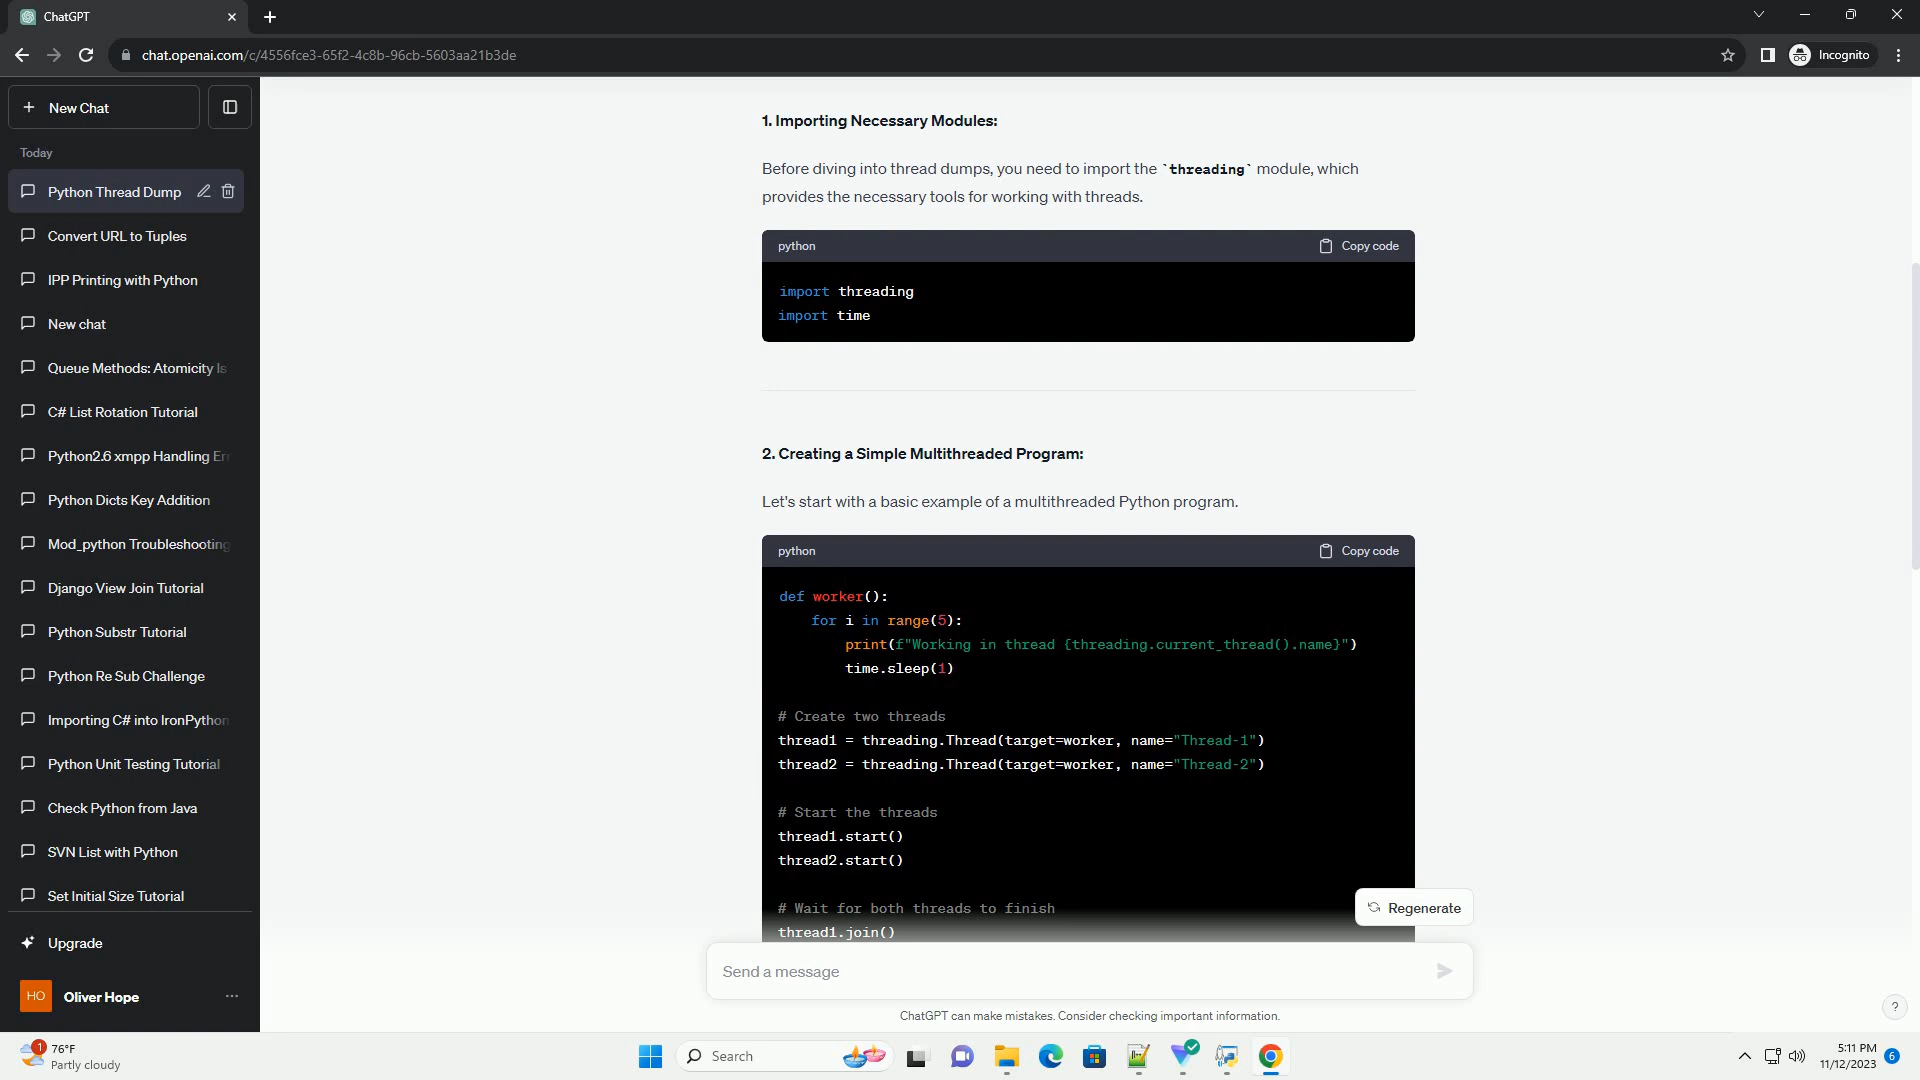 ChatGPT
chat.openai.com/c/4556fce3-65f2-4c8b-96cb-5603aa21b3de
Incognito
New Chat
Today
Python Thread Dump
Convert URL to Tuples
IPP Printing with Python
New chat
Queue Methods: Atomicity Is
C# List Rotation Tutorial
Python2.6 xmpp Handling Er
Python Dicts Key Addition
Mod_python Troubleshooting
Django View Join Tutorial
Python Substr Tutorial
Python Re Sub Challenge
Importing C# into IronPython
Python Unit Testing Tutorial
Check Python from Java
SVN List with Python
Set Initial Size Tutorial
Upgrade
HO Oliver Hope
1. Importing Necessary Modules:
Before diving into thread dumps, you need to import the `threading` module, which
provides the necessary tools for working with threads.
python Copy code
import threading
import time
2. Creating a Simple Multithreaded Program:
Let's start with a basic example of a multithreaded Python program.
python Copy code
def worker():
    for i in range(5):
        print(f"Working in thread {threading.current_thread().name}")
        time.sleep(1)
# Create two threads
thread1 = threading.Thread(target=worker, name="Thread-1")
thread2 = threading.Thread(target=worker, name="Thread-2")
# Start the threads
thread1.start()
thread2.start()
# Wait for both threads to finish
thread1.join()
Regenerate
Send a message
ChatGPT can make mistakes. Consider checking important information.
?
1
76°F
Partly cloudy
Search
5:11 PM
11/12/2023
6